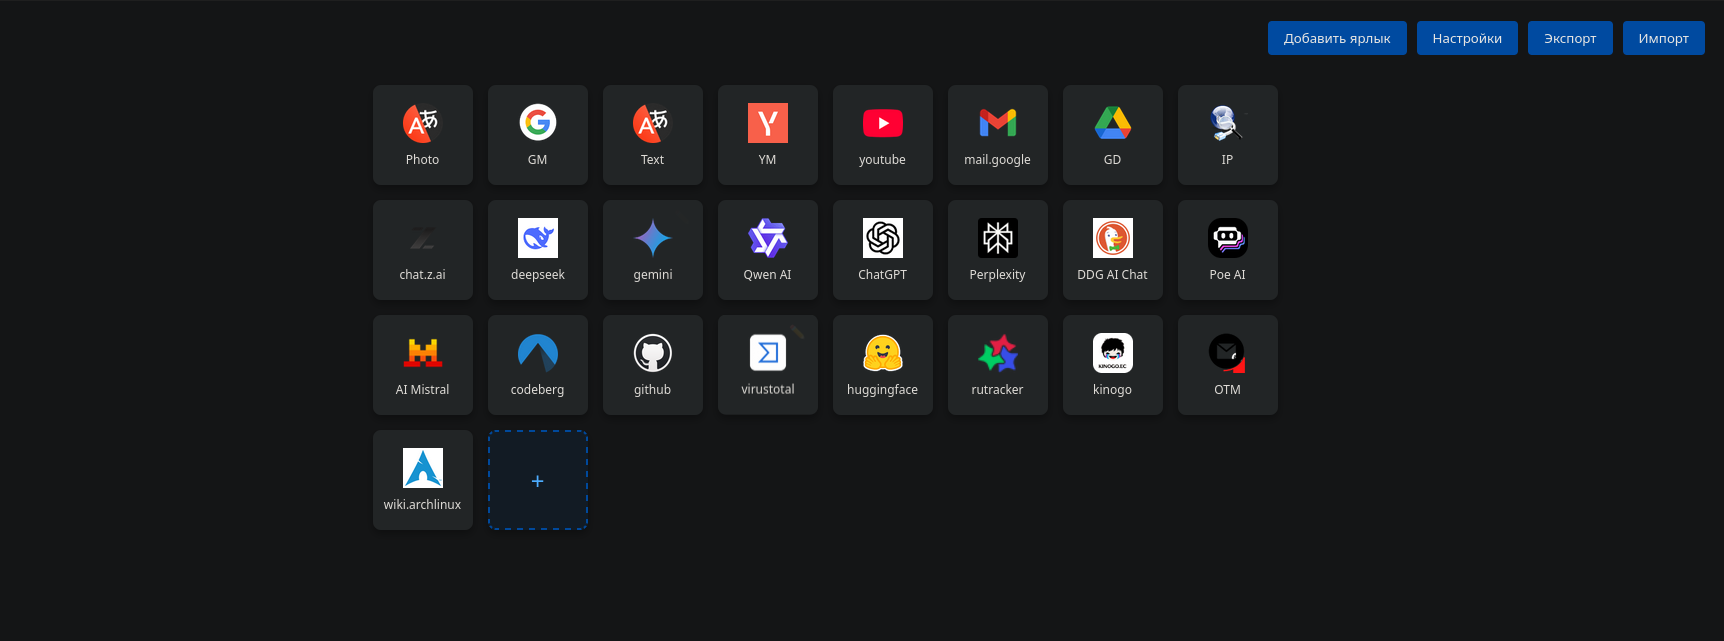 Добавить ярлык
Настройки
Экспорт
Импорт
Photo
GM
Text
YM
youtube
mail.google
GD
IP
chat.z.ai
deepseek
gemini
Qwen AI
ChatGPT
Perplexity
DDG AI Chat
Poe AI
AI Mistral
codeberg
github
virustotal
huggingface
KINOGO.EC
rutracker
kinogo
OTM
wiki.archlinux
+